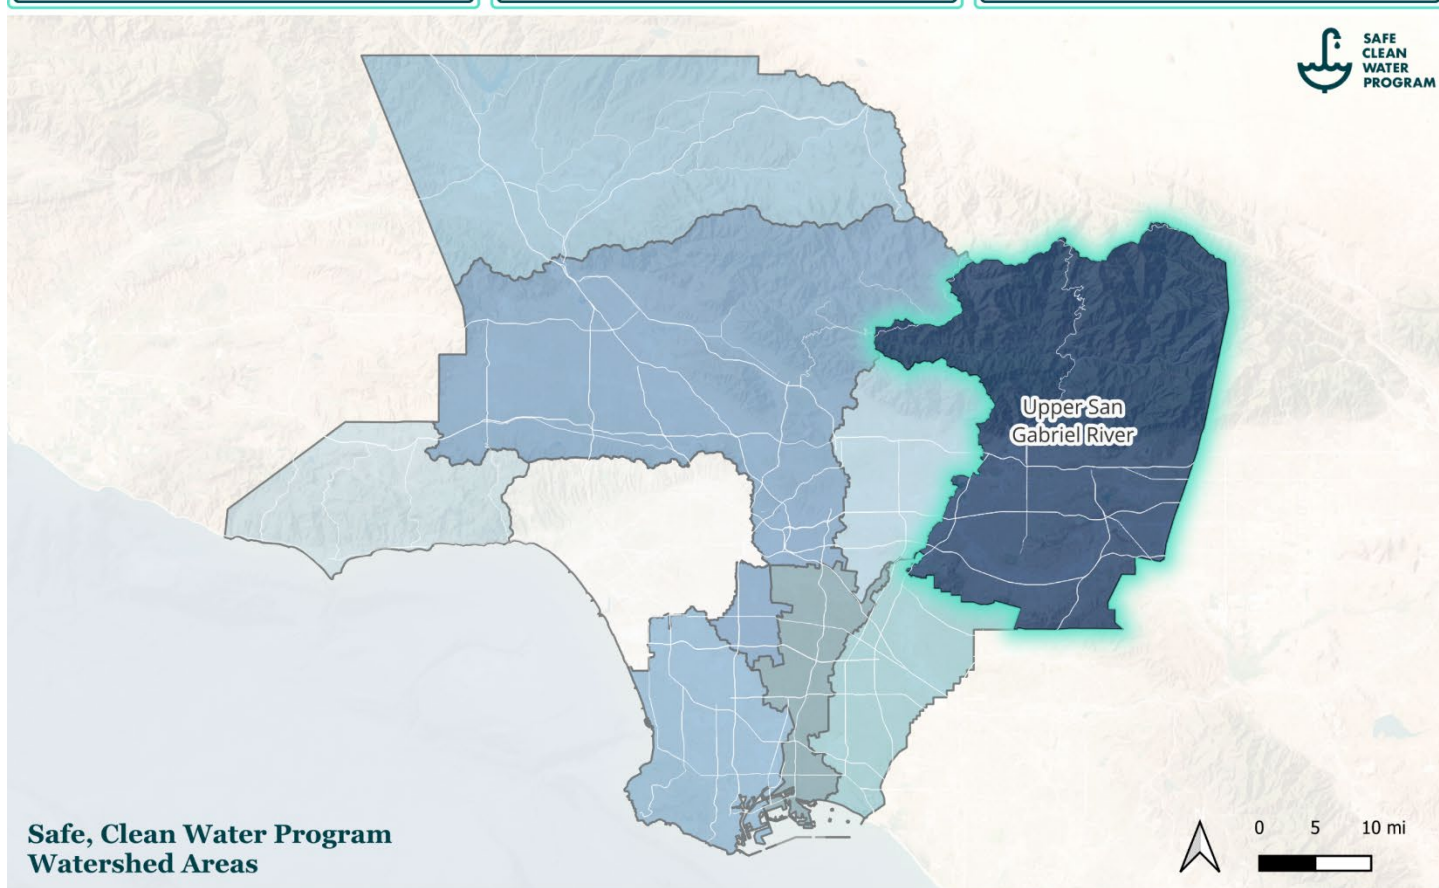 SAFE
CLEAN
WATER
PROGRAM
Upper San
Gabriel River
Safe, Clean Water Program
Watershed Areas
0 5 10 mi